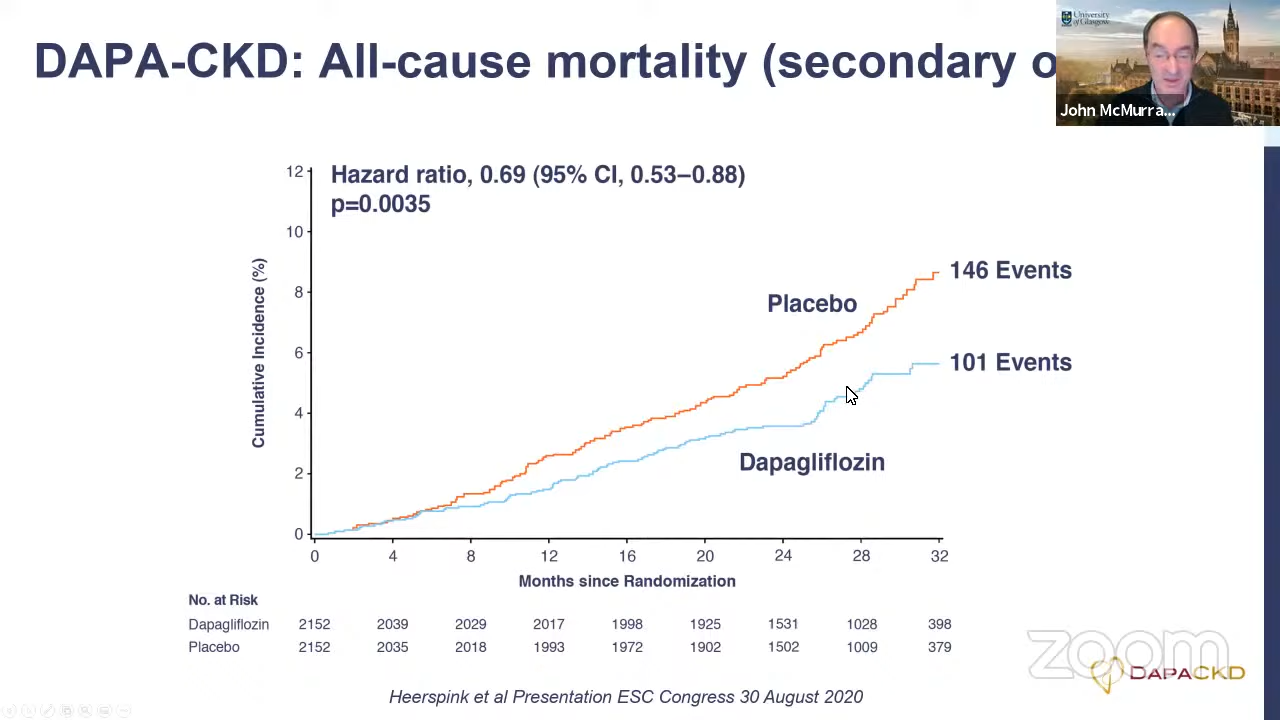 DAPA-CKD: All-cause mortality (secondary o
University
of Glasgow
John McMurra...
Hazard ratio, 0.69 (95% CI, 0.53–0.88)
p=0.0035
12
10
8
6
4
2
0
Cumulative Incidence (%)
146 Events
Placebo
101 Events
Dapagliflozin
0 4 8 12 16 20 24 28 32
Months since Randomization
No. at Risk
Dapagliflozin 2152 2039 2029 2017 1998 1925 1531 1028 398
Placebo 2152 2035 2018 1993 1972 1902 1502 1009 379
zoom
DAPACKD
Heerspink et al Presentation ESC Congress 30 August 2020